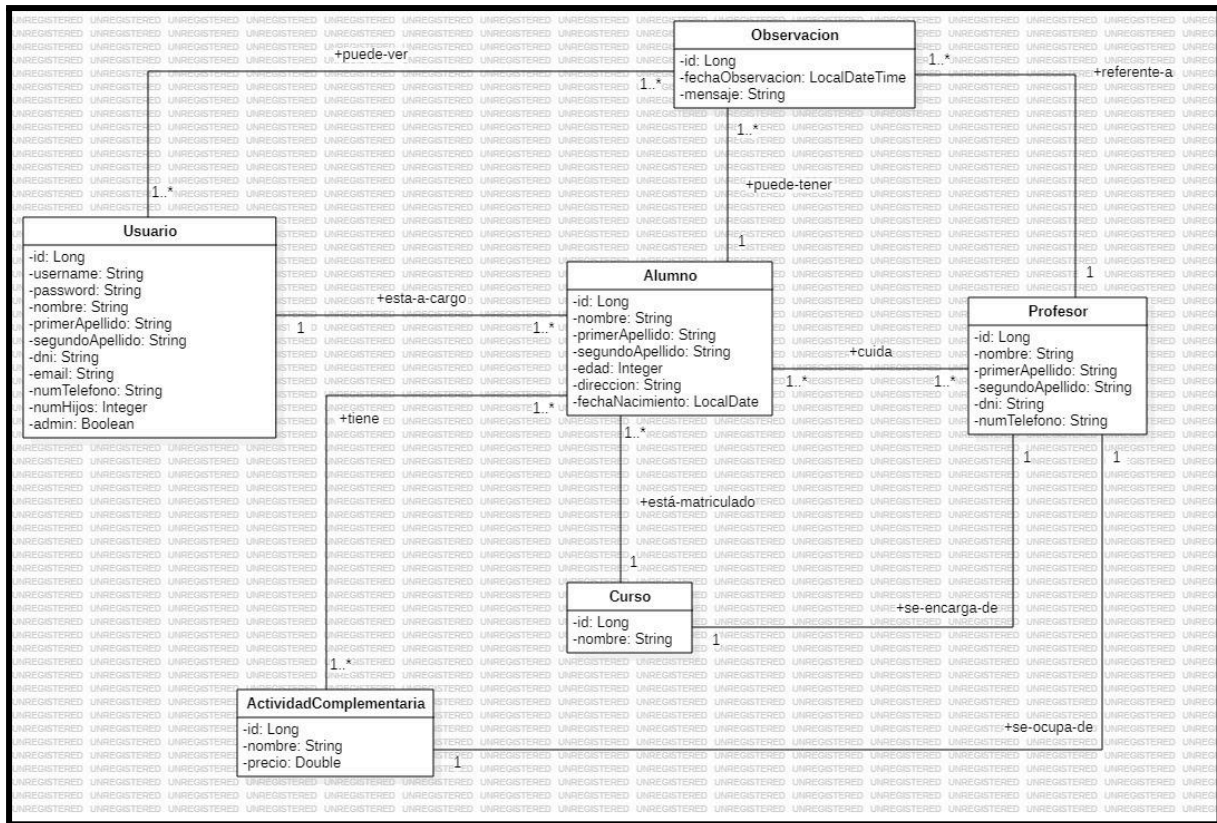 Observacion
-id: Long
-fechaObservacion: LocalDateTime
-mensaje: String
+puede-ver
1..*
1..*
1..*
+referente-a
1
1..*
+puede-tener
1
Usuario
-id: Long
-username: String
-password: String
-nombre: String
-primerApellido: String
-segundoApellido: String
-dni: String
-email: String
-numTelefono: String
-numHijos: Integer
-admin: Boolean
+esta-a-cargo
1
1..*
Alumno
-id: Long
-nombre: String
-primerApellido: String
-segundoApellido: String
-edad: Integer
-direccion: String
-fechaNacimiento: LocalDate
+cuida
1..*
1..*
Profesor
-id: Long
-nombre: String
-primerApellido: String
-segundoApellido: String
-dni: String
-numTelefono: String
+tiene
1..*
1..*
1..*
+está-matriculado
1
Curso
-id: Long
-nombre: String
1
+se-encarga-de
1
1
ActividadComplementaria
-id: Long
-nombre: String
-precio: Double
1
+se-ocupa-de
UNREGISTERED